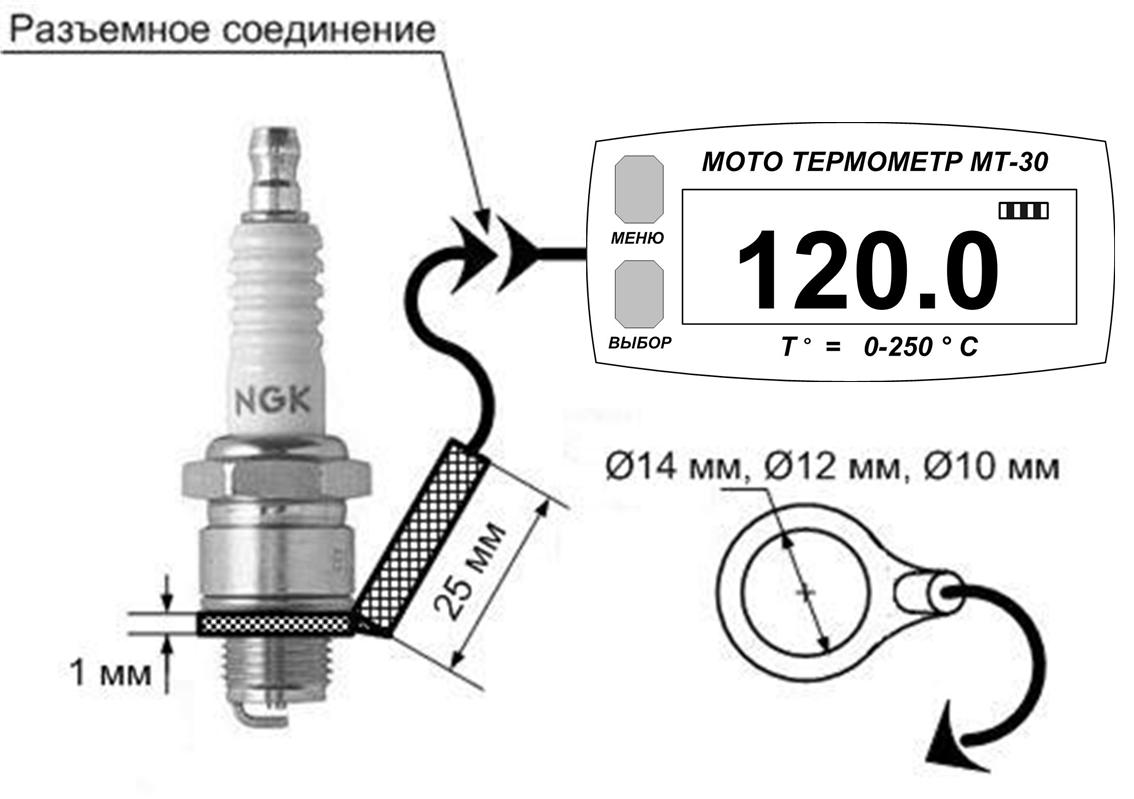 Разъемное соединение
МОТО ТЕРМОМЕТР МТ-30
МЕНЮ
120.0
ВЫБОР
T° = 0-250 ° C
NGK
Ø14 мм, Ø12 мм, Ø10 мм
25 мм
1 мм